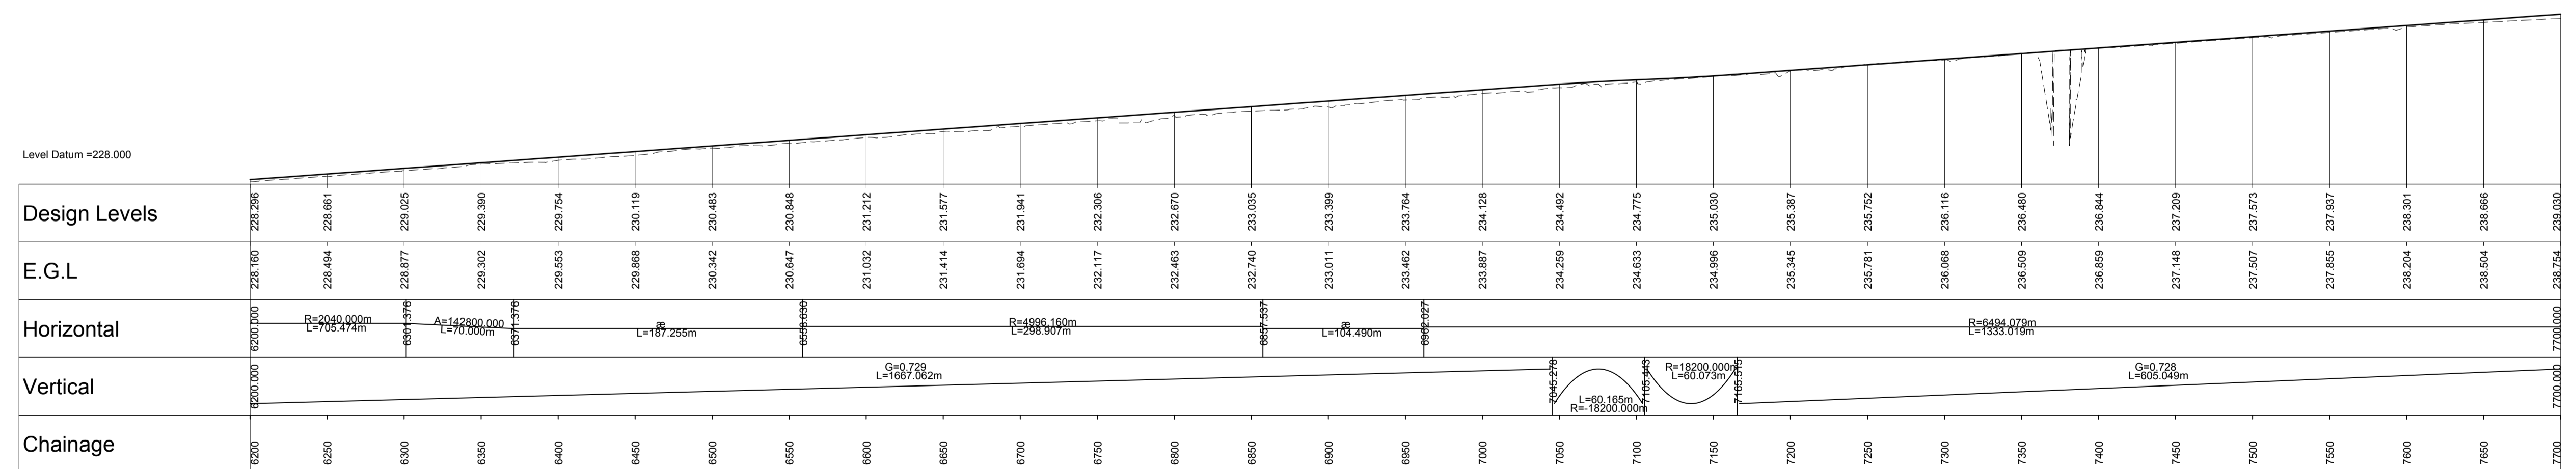 Level Datum =228.000
Design Levels
228.296 228.661 229.025 229.390 229.754 230.119 230.483 230.848 231.212 231.577 231.941 232.306 232.670 233.035 233.399 233.764 234.128 234.492 234.775 235.030 235.387 235.752 236.116 236.480 236.844 237.209 237.573 237.937 238.301 238.666 239.030
E.G.L
228.160 228.494 228.877 229.302 229.553 229.868 230.342 230.647 231.032 231.414 231.694 232.117 232.463 232.740 233.011 233.462 233.887 234.259 234.633 234.996 235.345 235.781 236.068 236.509 236.859 237.148 237.507 237.855 238.204 238.504 238.754
Horizontal
6200.000
R=2040.000m
L=705.474m
6301.376
A=142800.000
L=70.000m
6371.376
æ
L=187.255m
6558.630
R=4996.160m
L=298.907m
6857.537
æ
L=104.490m
6962.027
R=6494.079m
L=1333.019m
7700.000
Vertical
6200.000
G=0.729
L=1667.062m
7045.278
L=60.165m
R=-18200.000m
7105.443
R=18200.000m
L=60.073m
7165.515
G=0.728
L=605.049m
7700.000
Chainage
6200 6250 6300 6350 6400 6450 6500 6550 6600 6650 6700 6750 6800 6850 6900 6950 7000 7050 7100 7150 7200 7250 7300 7350 7400 7450 7500 7550 7600 7650 7700